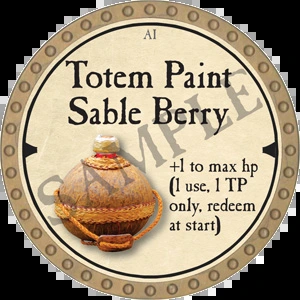 AI
Totem Paint
Sable Berry
SAMPLE
+1 to max hp
(1 use, 1 TP
only, redeem
at start)